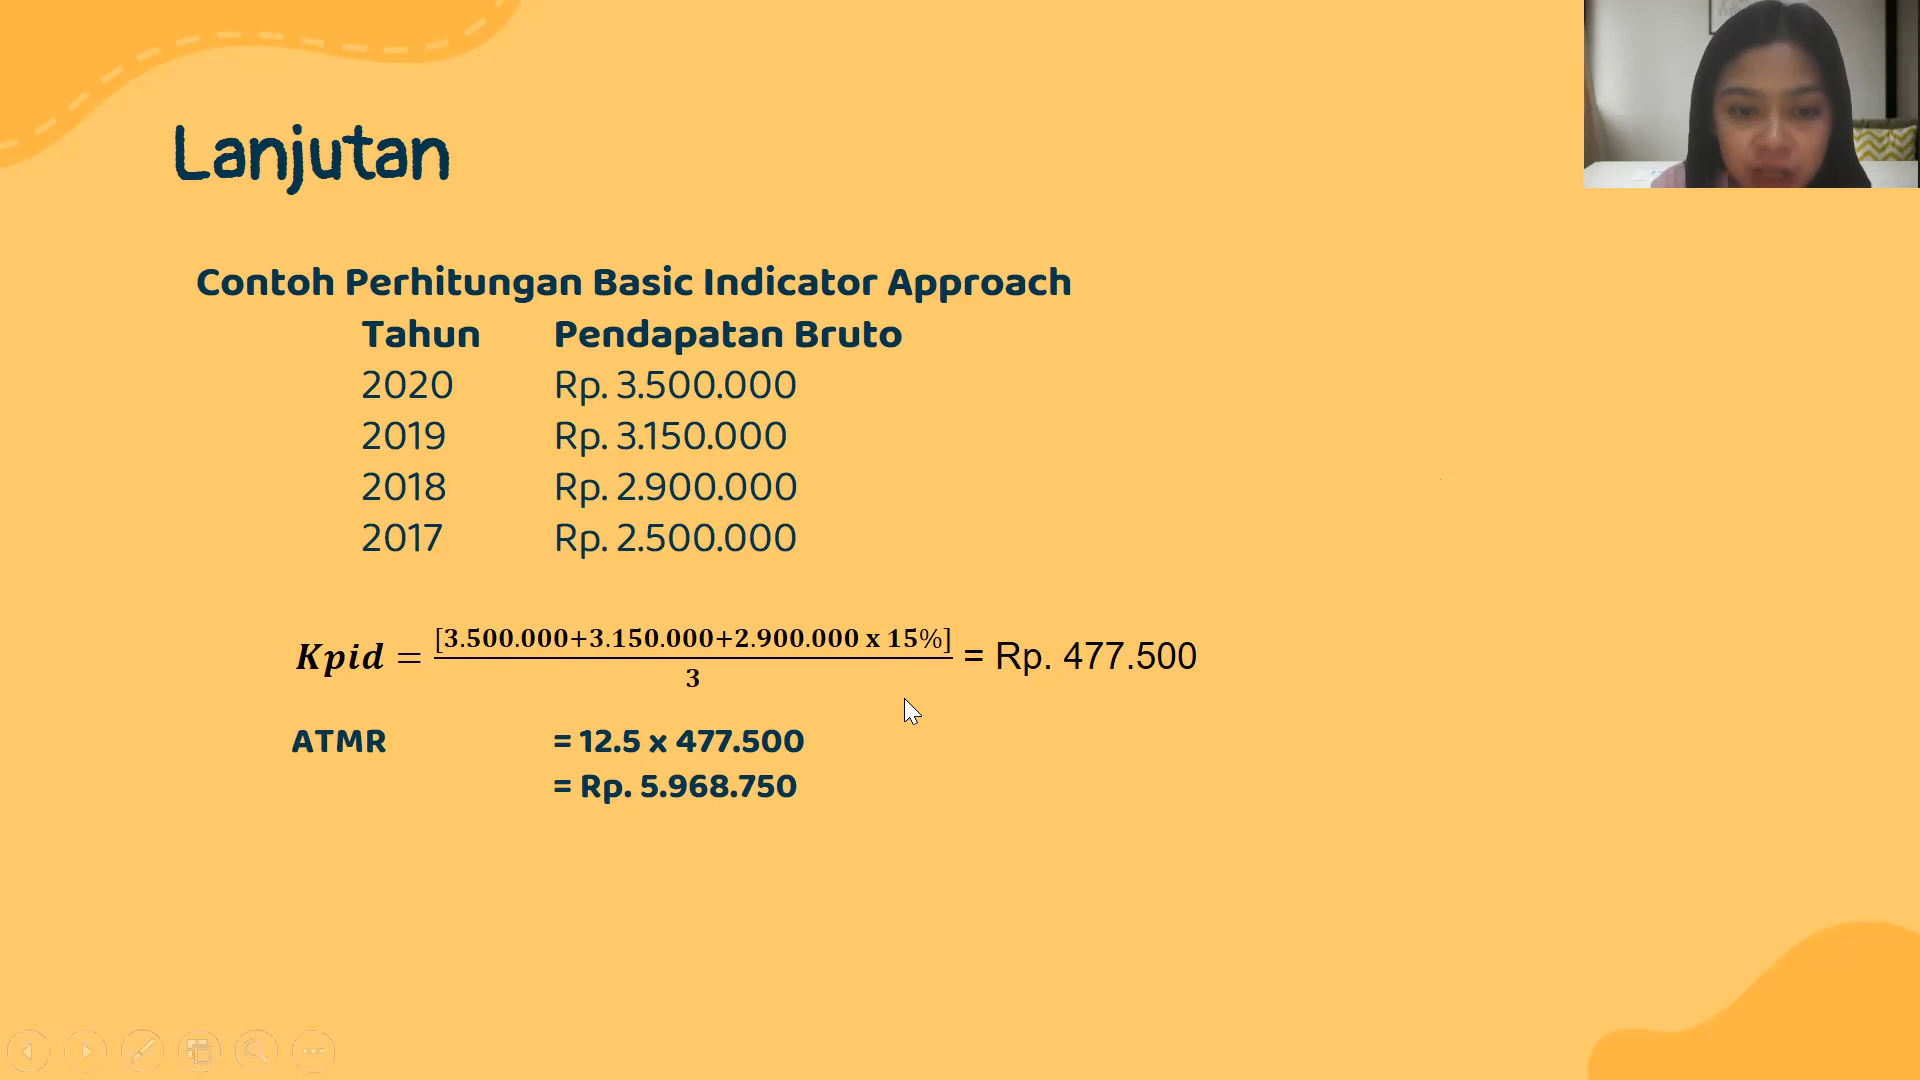 Lanjutan
Contoh Perhitungan Basic Indicator Approach
Tahun Pendapatan Bruto
2020 Rp. 3.500.000
2019 Rp. 3.150.000
2018 Rp. 2.900.000
2017 Rp. 2.500.000
Kpid = [3.500.000+3.150.000+2.900.000 x 15%] / 3 = Rp. 477.500
ATMR = 12.5 x 477.500
= Rp. 5.968.750